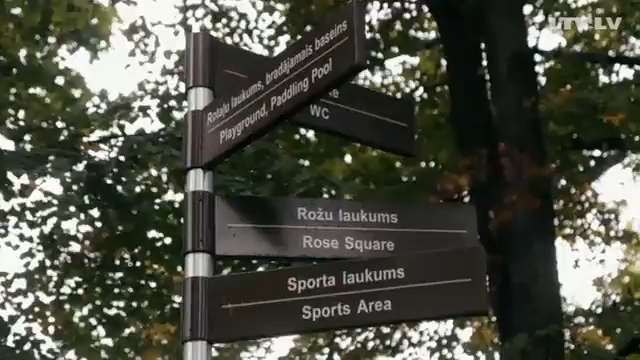 LTV.LV
Rotaļu laukums, bradājamais baseins
Playground, Paddling Pool
WC
Rožu laukums
Rose Square
Sporta laukums
Sports Area